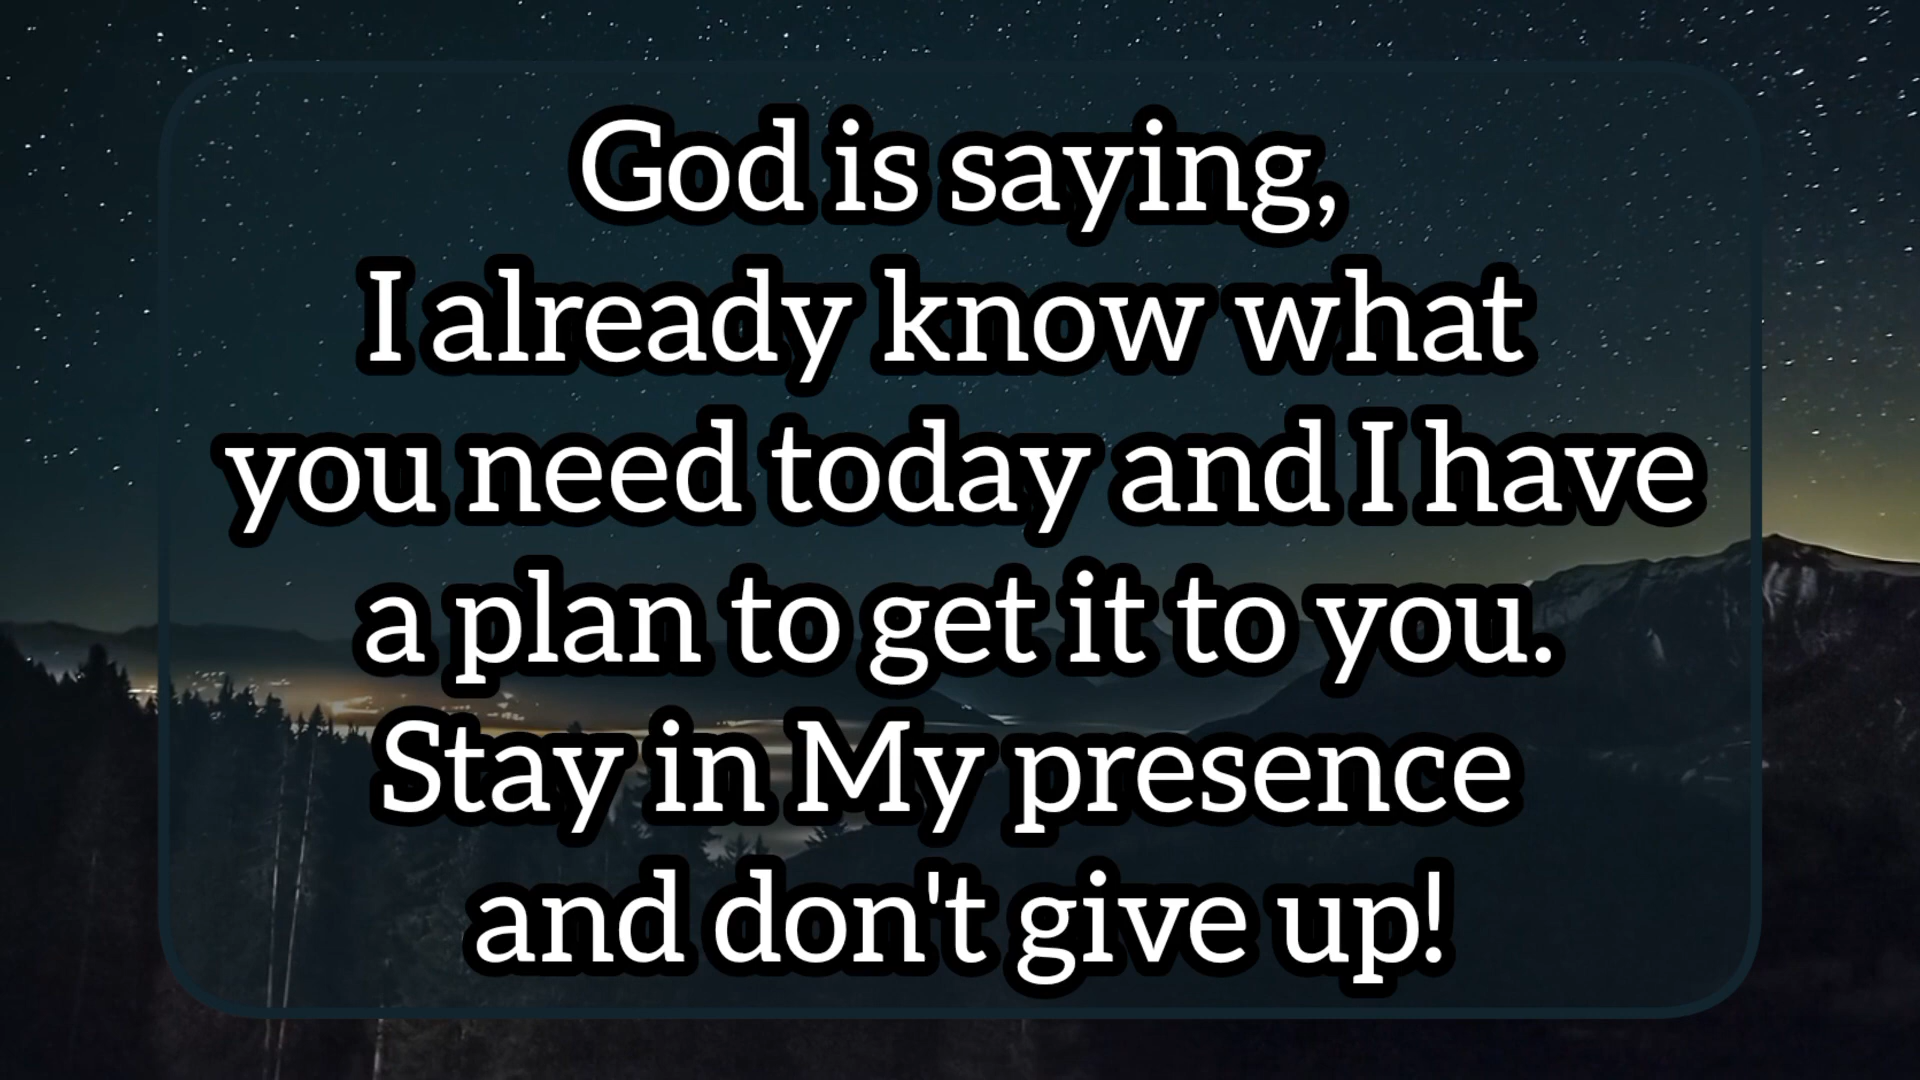 God is saying,
I already know what
you need today and I have
a plan to get it to you.
Stay in My presence
and don't give up!